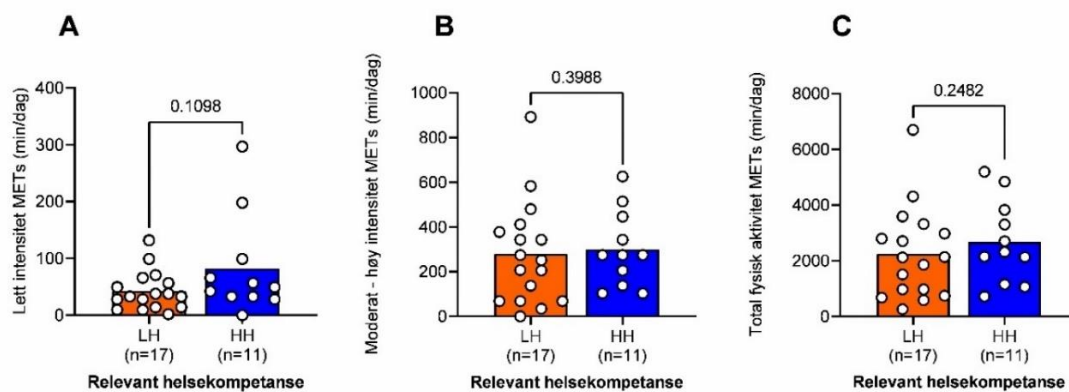 A
Lett intensitet METs (min/dag)
400
300
200
100
0
0.1098
LH
(n=17)
HH
(n=11)
Relevant helsekompetanse
B
Moderat - høy intensitet METs (min/dag)
1000
800
600
400
200
0
0.3988
LH
(n=17)
HH
(n=11)
Relevant helsekompetanse
C
Total fysisk aktivitet METs (min/dag)
8000
6000
4000
2000
0
0.2482
LH
(n=17)
HH
(n=11)
Relevant helsekompetanse